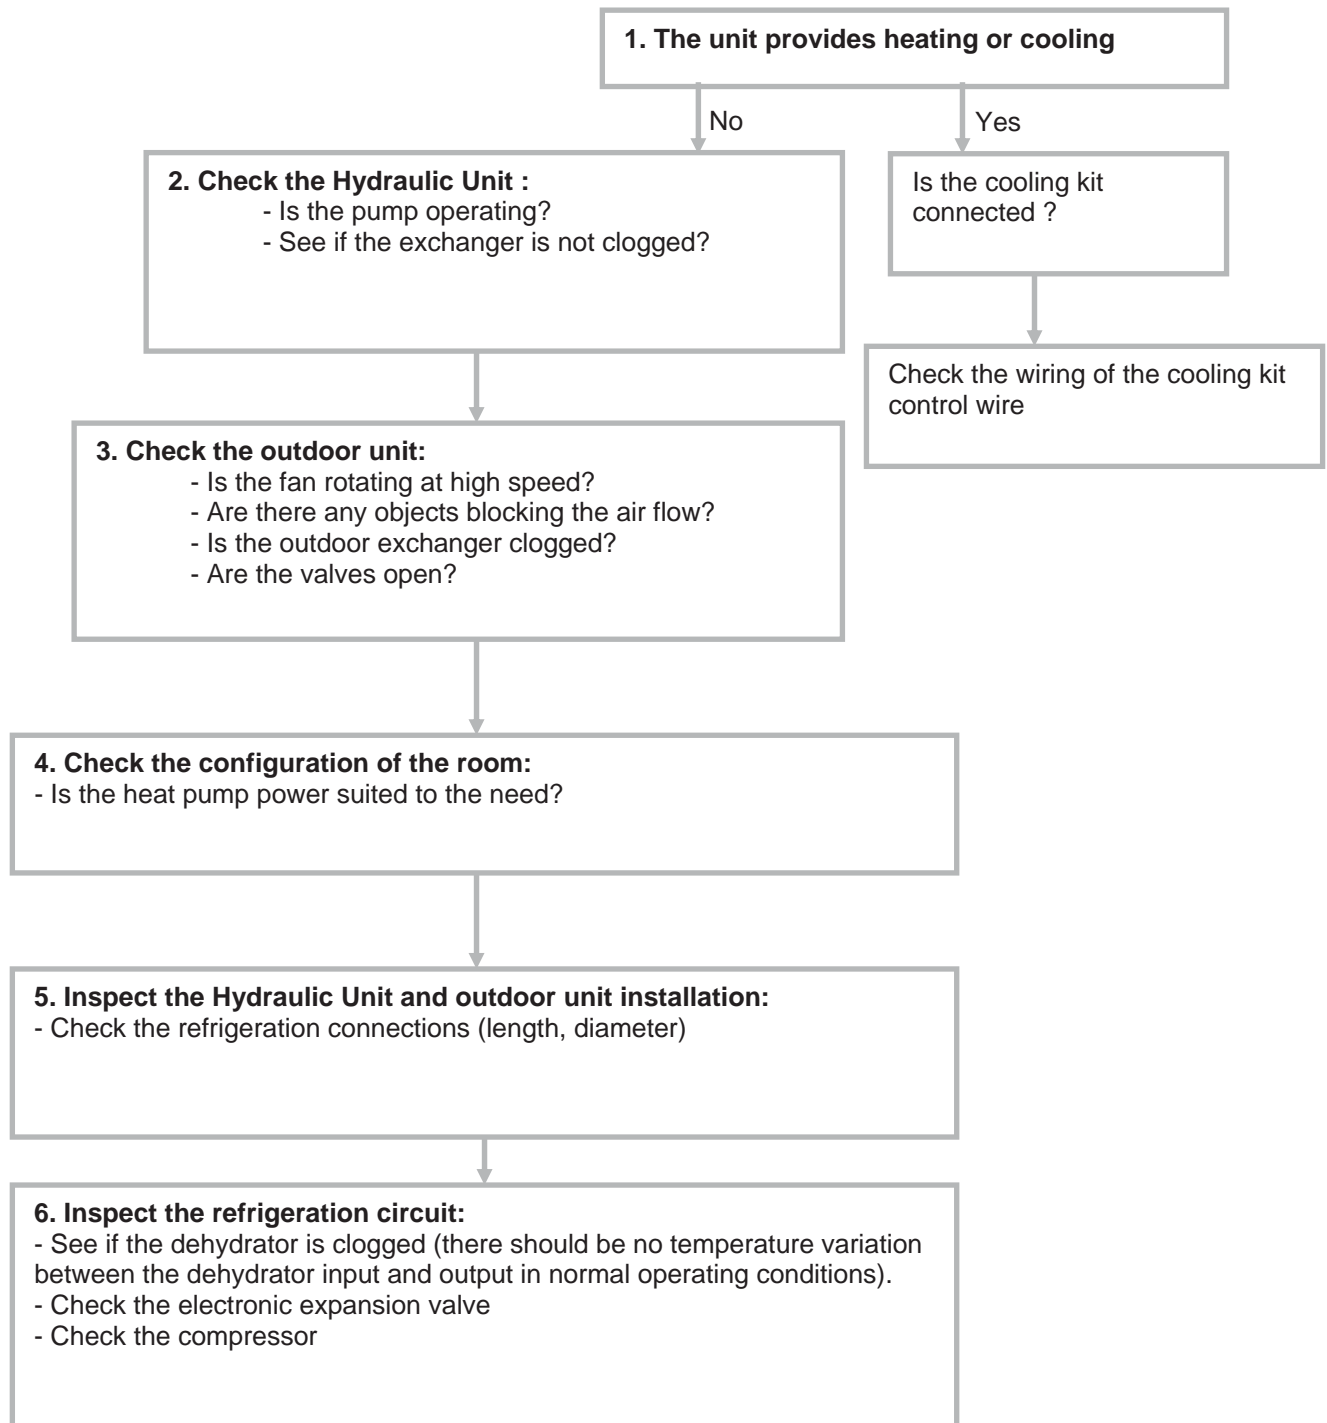 1. The unit provides heating or cooling
No
Yes
2. Check the Hydraulic Unit :
- Is the pump operating?
- See if the exchanger is not clogged?
Is the cooling kit
connected ?
Check the wiring of the cooling kit
control wire
3. Check the outdoor unit:
- Is the fan rotating at high speed?
- Are there any objects blocking the air flow?
- Is the outdoor exchanger clogged?
- Are the valves open?
4. Check the configuration of the room:
- Is the heat pump power suited to the need?
5. Inspect the Hydraulic Unit and outdoor unit installation:
- Check the refrigeration connections (length, diameter)
6. Inspect the refrigeration circuit:
- See if the dehydrator is clogged (there should be no temperature variation
between the dehydrator input and output in normal operating conditions).
- Check the electronic expansion valve
- Check the compressor